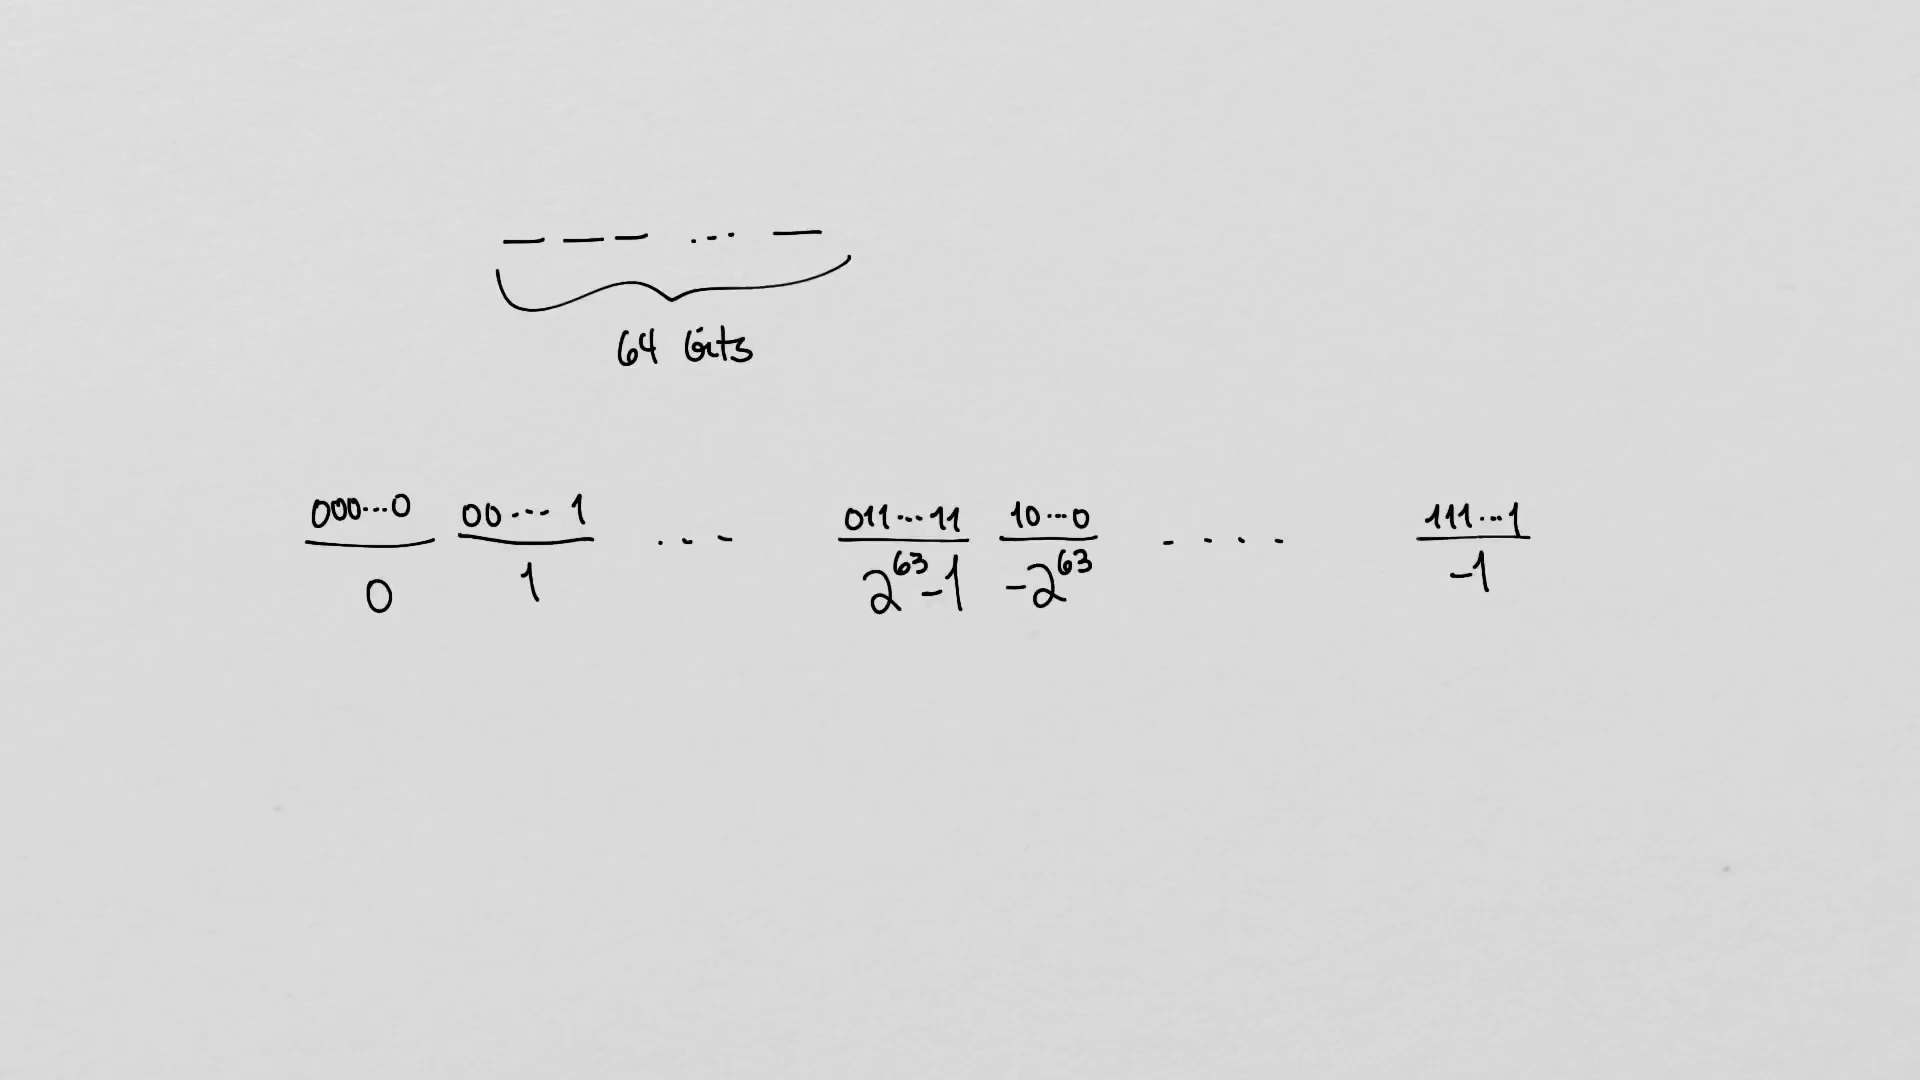 — — — ... —
64 bits
000...0 00...1 ... 011...11 10...0 .... 111...1
0 1 2^63-1 -2^63 -1